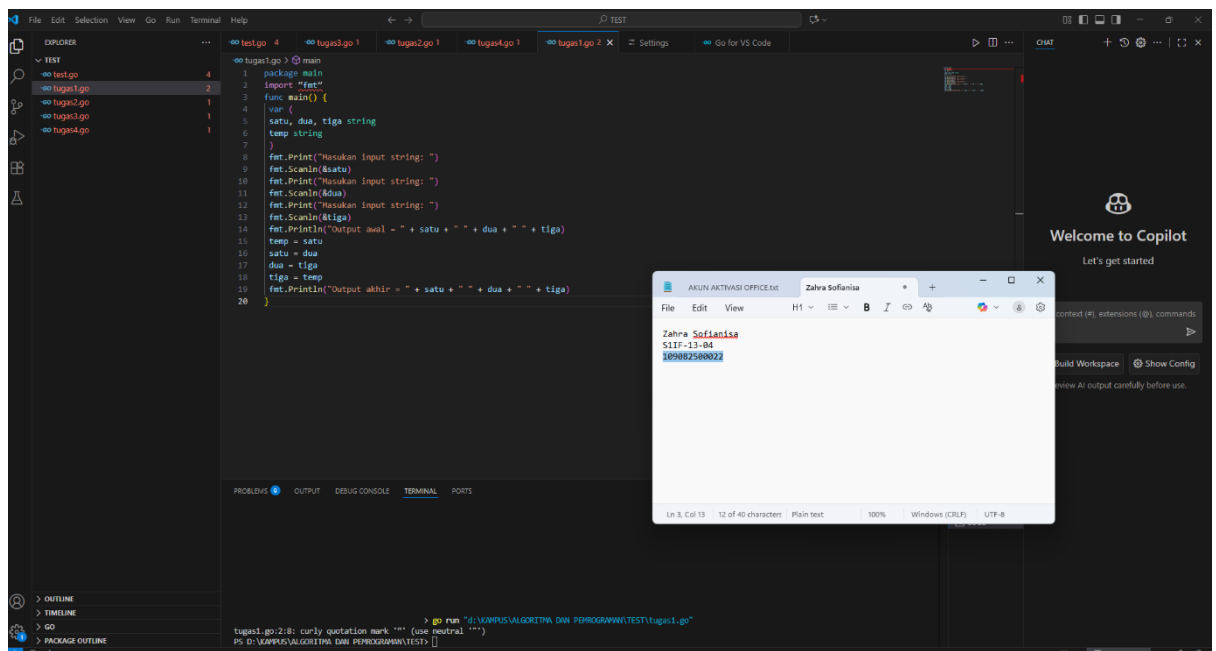 File Edit Selection View Go Run Terminal Help
TEST
EXPLORER
test.go 4
tugas3.go 1
tugas2.go 1
tugas4.go 1
tugas1.go 2
Settings
Go for VS Code
CHAT
TEST
test.go 4
tugas1.go 2
tugas2.go 1
tugas3.go 1
tugas4.go 1
tugas1.go > main
1 package main
2 import “fmt”
3 func main() {
4 var (
5 satu, dua, tiga string
6 temp string
7 )
8 fmt.Print("Masukan input string: ")
9 fmt.Scanln(&satu)
10 fmt.Print("Masukan input string: ")
11 fmt.Scanln(&dua)
12 fmt.Print("Masukan input string: ")
13 fmt.Scanln(&tiga)
14 fmt.Println("Output awal = " + satu + " " + dua + " " + tiga)
15 temp = satu
16 satu = dua
17 dua = tiga
18 tiga = temp
19 fmt.Println("Output akhir = " + satu + " " + dua + " " + tiga)
20 }
Welcome to Copilot
Let's get started
context (#), extensions (@), commands
Build Workspace Show Config
AI output carefully before use.
AKUN AKTIVASI OFFICE.txt
Zahra Sofianisa
File Edit View H1 B I
Zahra Sofianisa
S1IF-13-04
109082500022
Ln 3, Col 13 12 of 40 characters Plain text 100% Windows (CRLF) UTF-8
PROBLEMS 9 OUTPUT DEBUG CONSOLE TERMINAL PORTS
> go run "d:\KAMPUS\ALGORITMA DAN PEMROGRAMAN\TEST\tugas1.go"
tugas1.go:2:8: curly quotation mark '“' (use neutral '"')
PS D:\KAMPUS\ALGORITMA DAN PEMROGRAMAN\TEST>
> OUTLINE
> TIMELINE
> GO
> PACKAGE OUTLINE